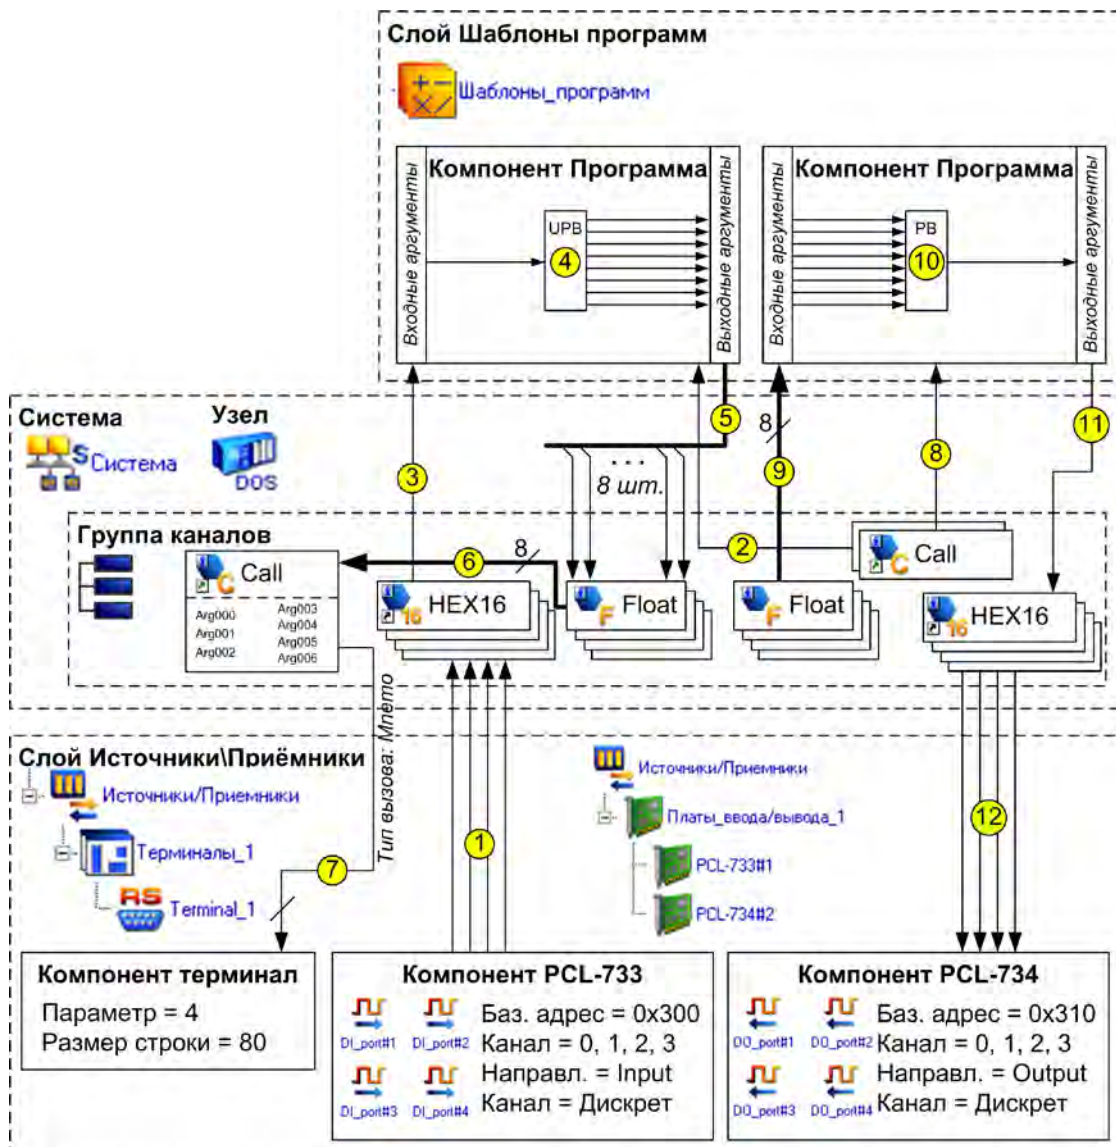 Слой Шаблоны программ
Шаблоны_программ
Входные аргументы
Компонент Программа
UPB
4
Выходные аргументы
Входные аргументы
Компонент Программа
PB
10
Выходные аргументы
Система
Система
Узел
DOS
3
5
8 шт.
8
9
8
11
2
Группа каналов
Call
Arg000
Arg001
Arg002
Arg003
Arg004
Arg005
Arg006
6
8
HEX16
Float
Float
Call
HEX16
Тип вызова: Мнемо
Слой Источники\Приёмники
Источники/Приемники
Терминалы_1
Terminal_1
7
1
Источники/Приемники
Платы_ввода/вывода_1
PCL-733#1
PCL-734#2
12
Компонент терминал
Параметр = 4
Размер строки = 80
Компонент PCL-733
DI_port#1
DI_port#2
DI_port#3
DI_port#4
Баз. адрес = 0x300
Канал = 0, 1, 2, 3
Направл. = Input
Канал = Дискрет
Компонент PCL-734
DO_port#1
DO_port#2
DO_port#3
DO_port#4
Баз. адрес = 0x310
Канал = 0, 1, 2, 3
Направл. = Output
Канал = Дискрет